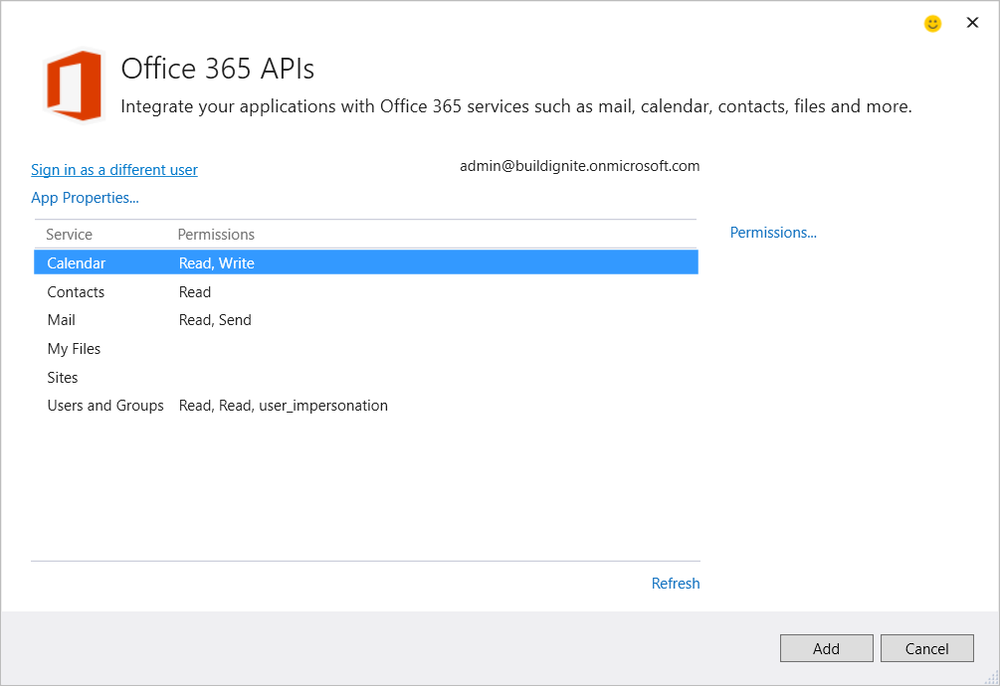 Office 365 APIs
Integrate your applications with Office 365 services such as mail, calendar, contacts, files and more.
Sign in as a different user
admin@buildignite.onmicrosoft.com
App Properties...
Service Permissions
Permissions...
Calendar Read, Write
Contacts Read
Mail Read, Send
My Files
Sites
Users and Groups Read, Read, user_impersonation
Refresh
Add Cancel